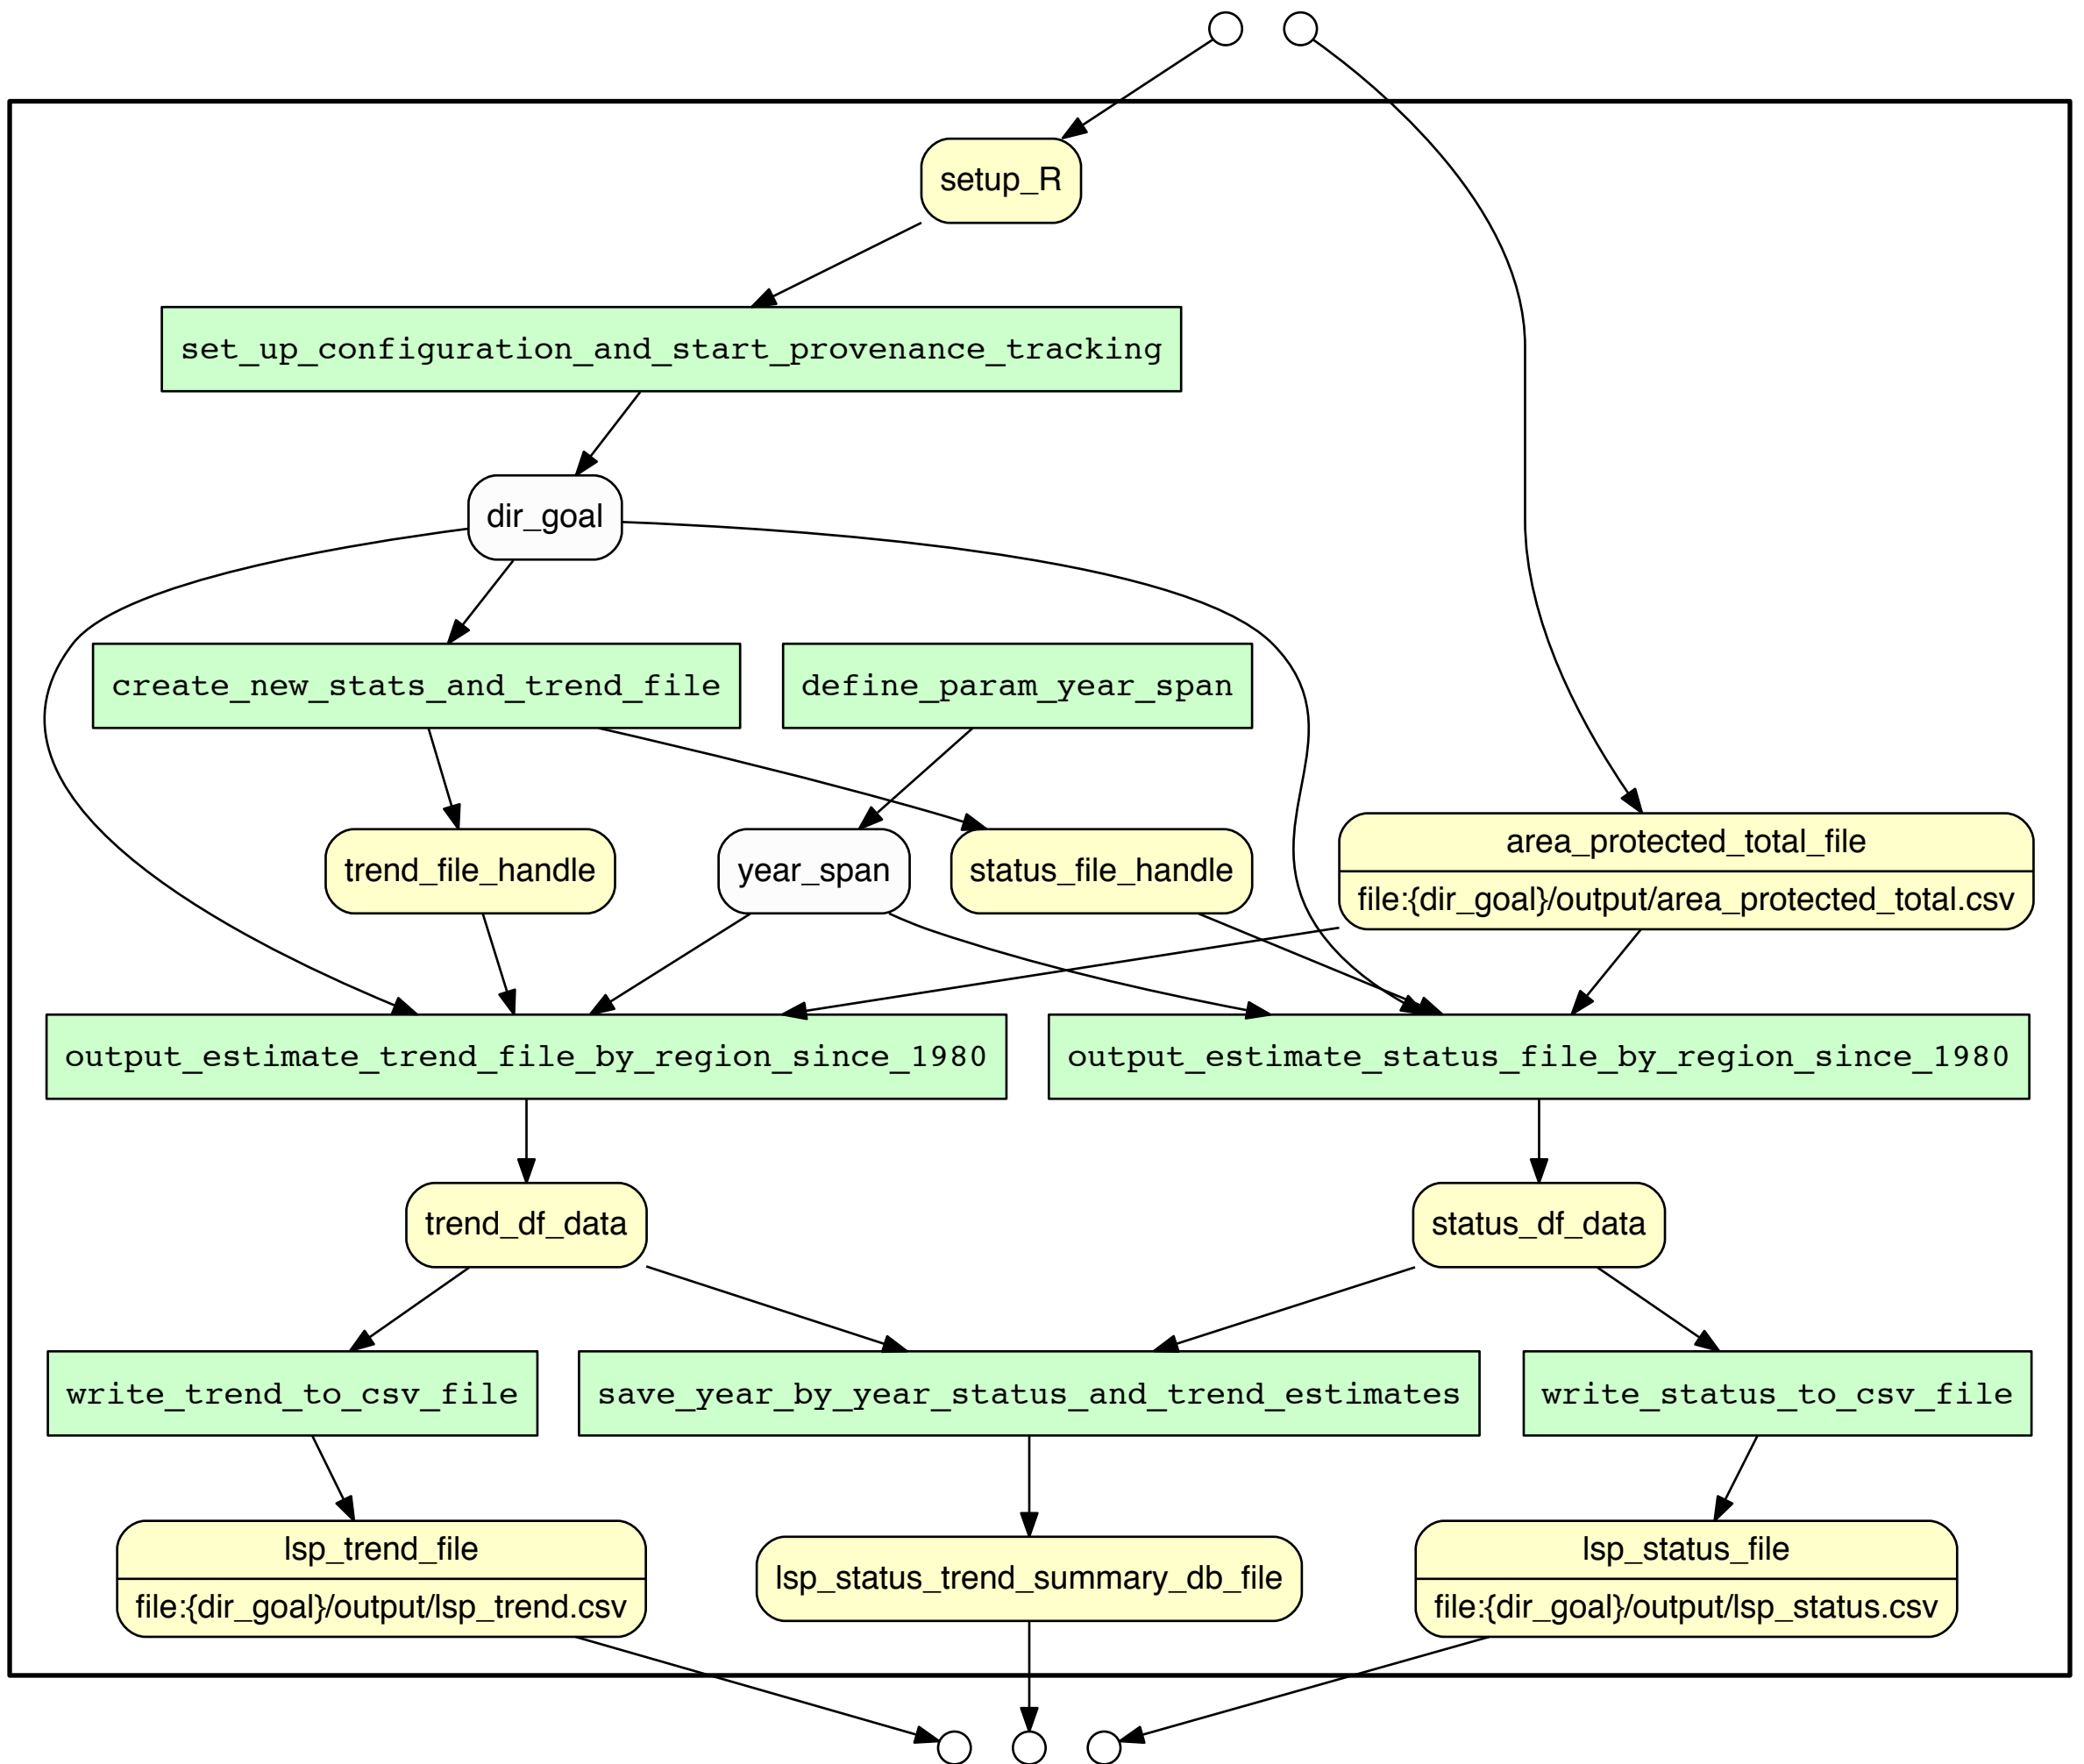 setup_R
set_up_configuration_and_start_provenance_tracking
dir_goal
create_new_stats_and_trend_file
define_param_year_span
trend_file_handle
year_span
status_file_handle
area_protected_total_file
file:{dir_goal}/output/area_protected_total.csv
output_estimate_trend_file_by_region_since_1980
output_estimate_status_file_by_region_since_1980
trend_df_data
status_df_data
write_trend_to_csv_file
save_year_by_year_status_and_trend_estimates
write_status_to_csv_file
lsp_trend_file
file:{dir_goal}/output/lsp_trend.csv
lsp_status_trend_summary_db_file
lsp_status_file
file:{dir_goal}/output/lsp_status.csv